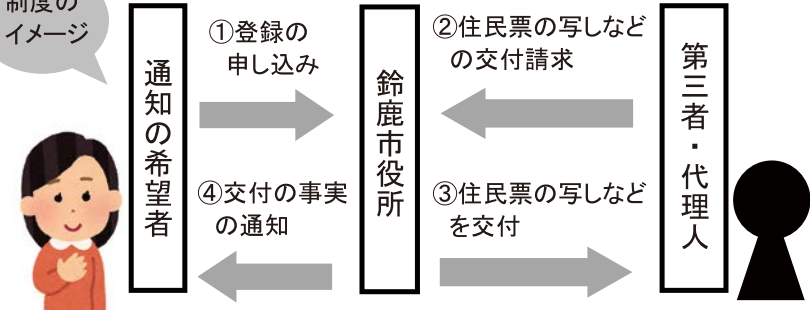 制度の
イメージ
通知の希望者
①登録の
申し込み
鈴鹿市役所
②住民票の写しなど
の交付請求
第三者・代理人
④交付の事実
の通知
③住民票の写しなど
を交付